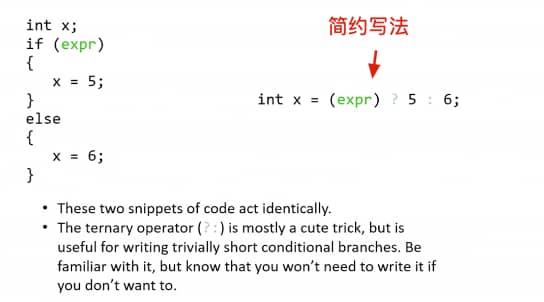 int x;
if (expr)
{
x = 5;
}
else
{
x = 6;
}
简约写法
int x = (expr) ? 5 : 6;
• These two snippets of code act identically.
• The ternary operator (?:) is mostly a cute trick, but is
useful for writing trivially short conditional branches. Be
familiar with it, but know that you won't need to write it if
you don't want to.